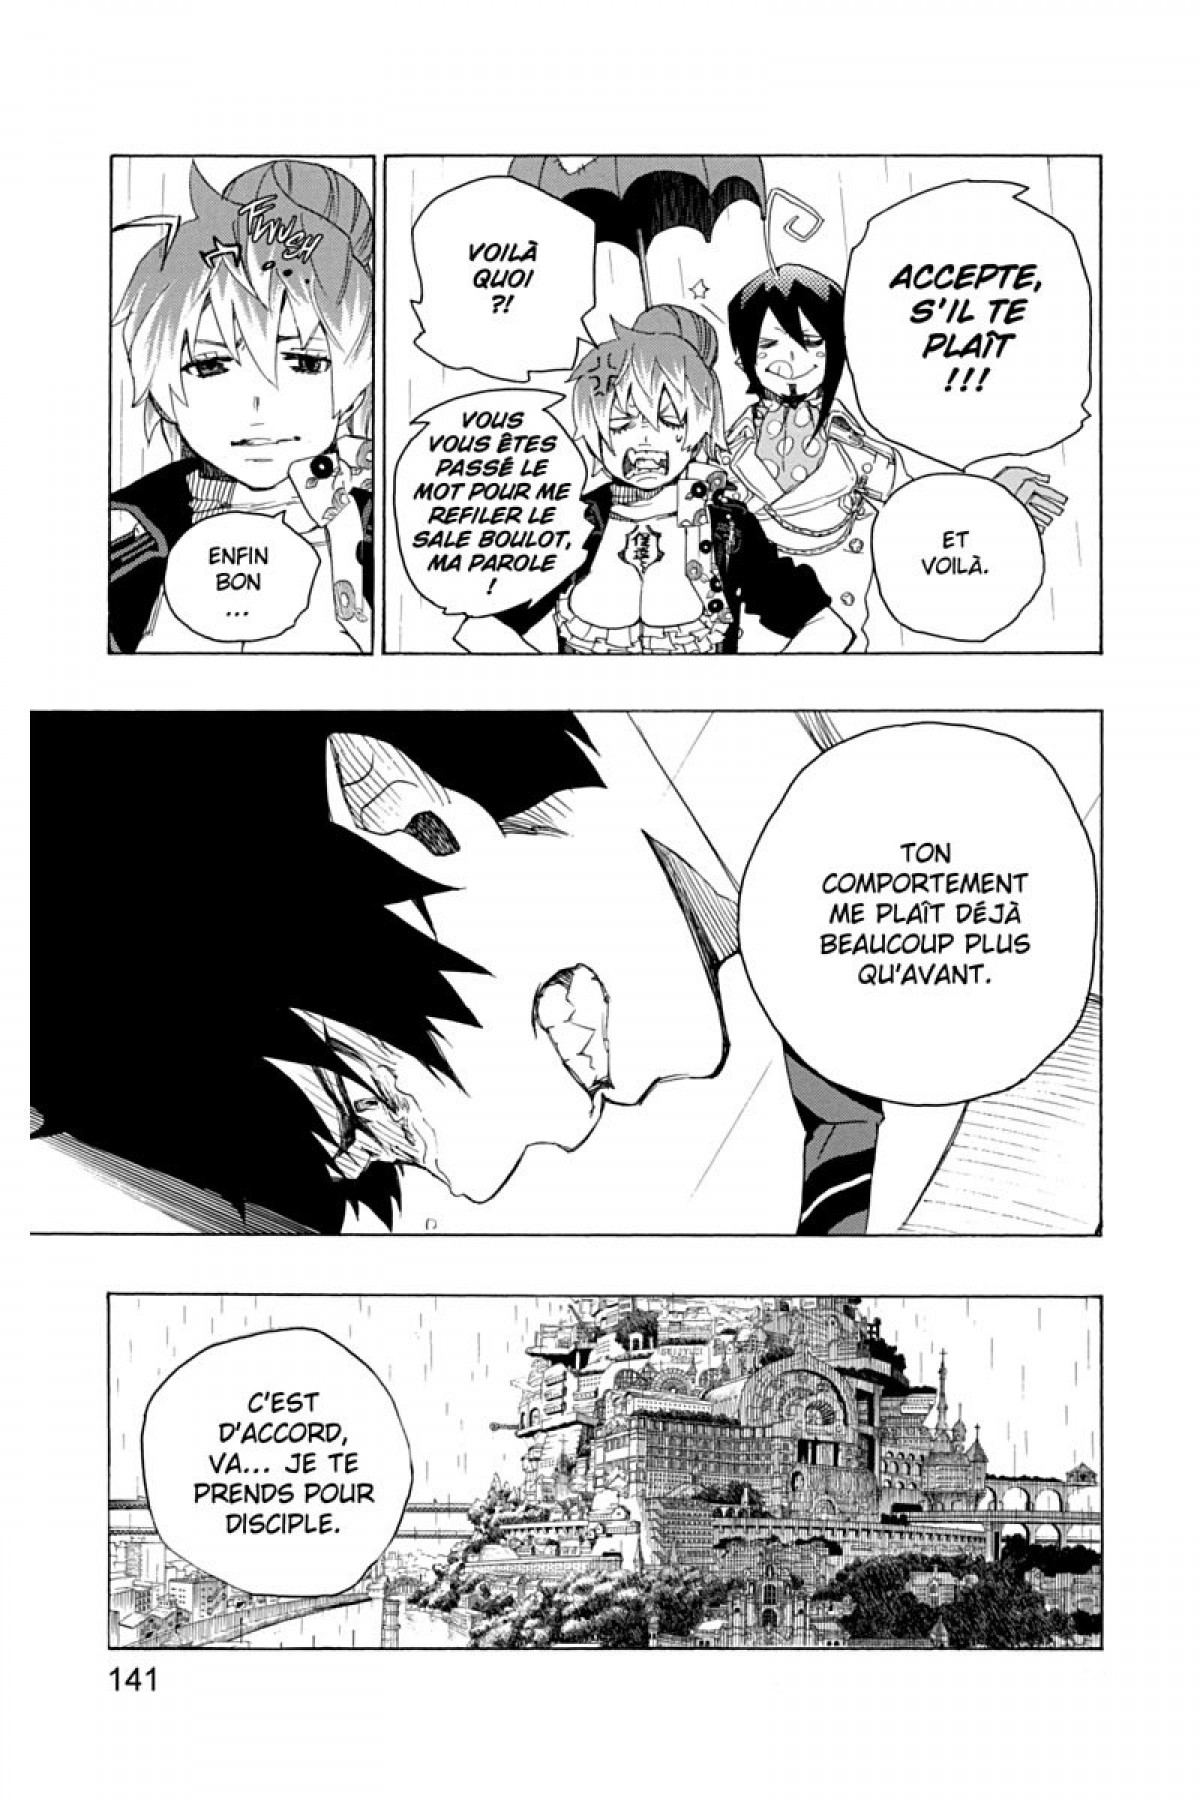 ACCEPTE,
S'IL TE
PLAÎT
!!!
ET
VOILÀ.
VOILÀ
QUOI
?!
VOUS
VOUS ÊTES
PASSÉ LE
MOT POUR ME
REFILER LE
SALE BOULOT,
MA PAROLE
!
FWUSH
ENFIN
BON
...
TON
COMPORTEMENT
ME PLAÎT DÉJÀ
BEAUCOUP PLUS
QU'AVANT.
C'EST
D'ACCORD,
VA... JE TE
PRENDS POUR
DISCIPLE.
141